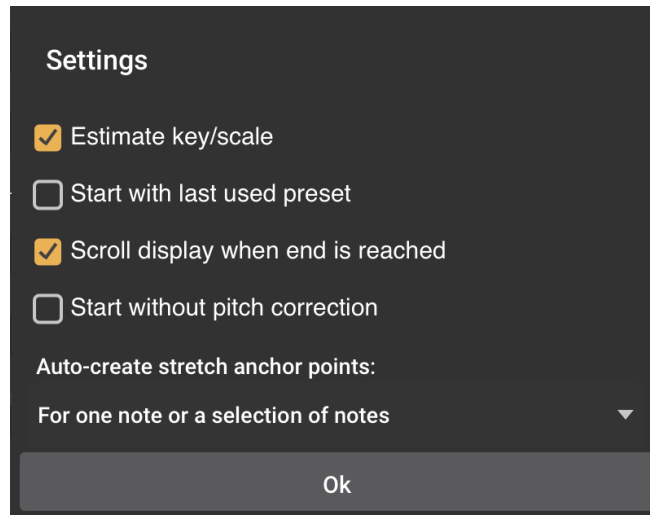 Settings
Estimate key/scale
Start with last used preset
Scroll display when end is reached
Start without pitch correction
Auto-create stretch anchor points:
For one note or a selection of notes
Ok